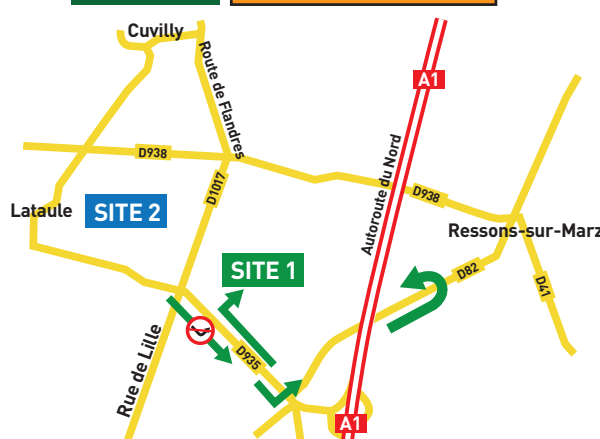 Cuvilly
Route de Flandres
A1
Autoroute du Nord
D938
D1017
D938
Lataule
SITE 2
Ressons-sur-Marz
SITE 1
D82
D41
Rue de Lille
D935
A1